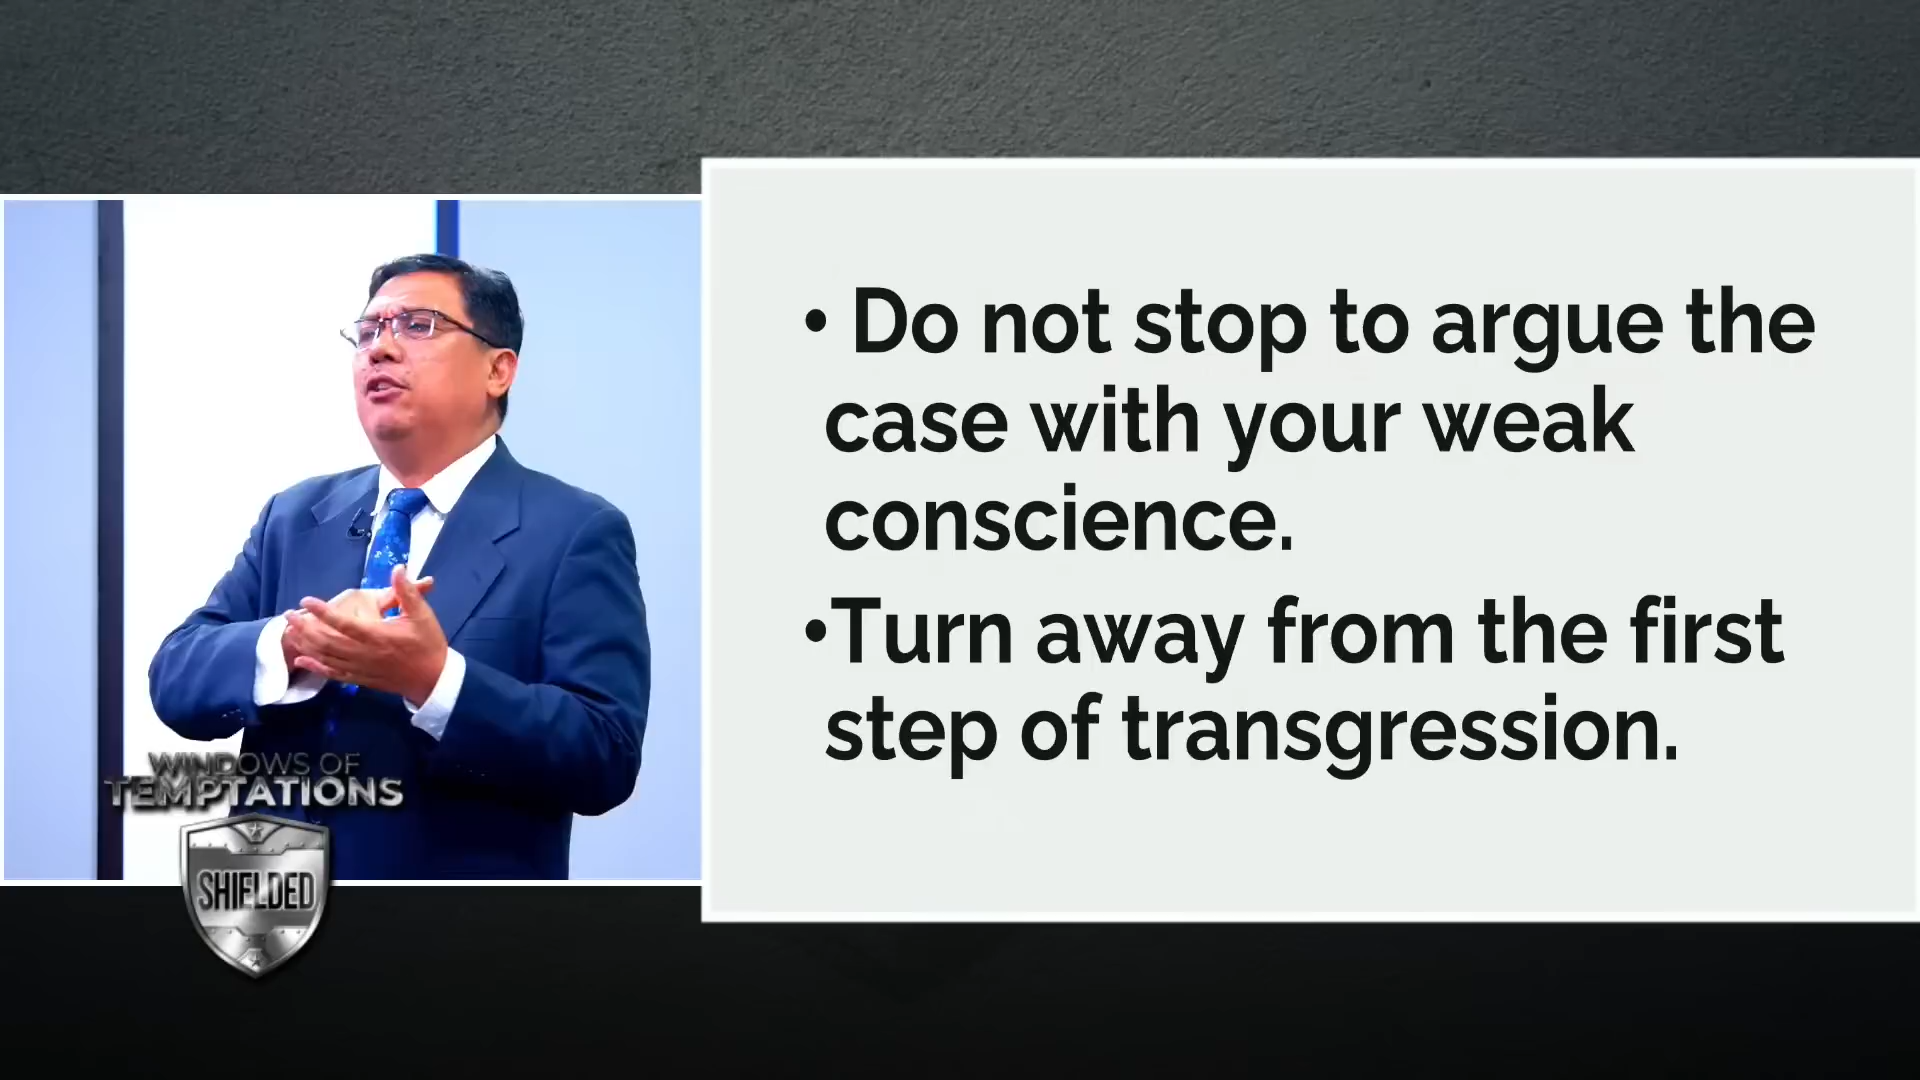 • Do not stop to argue the
case with your weak
conscience.
•Turn away from the first
step of transgression.
WINDOWS OF
TEMPTATIONS
SHIELDED